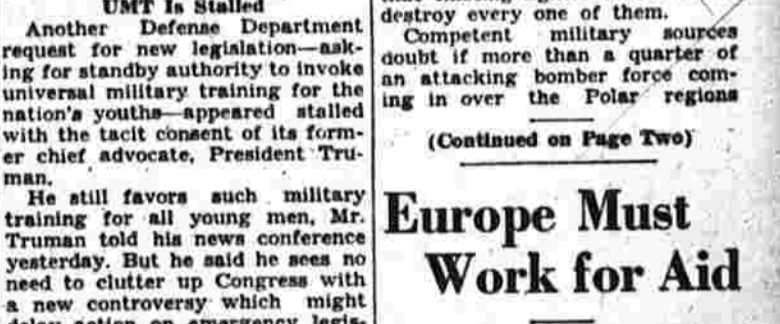 UMT Is Stalled
Another Defense Department
request for new legislation—ask-
ing for standby authority to invoke
universal military training for the
nation's youths—appeared stalled
with the tacit consent of its form-
er chief advocate, President Tru-
man.
He still favors such military
training for all young men, Mr.
Truman told his news conference
yesterday. But he said he sees no
need to clutter up Congress with
a new controversy which might
delay action on emergency legis-
destroy every one of them.
Competent military sources
doubt if more than a quarter of
an attacking bomber force com-
ing in over the Polar regions
(Continued on Page Two)
Europe Must
Work for Aid